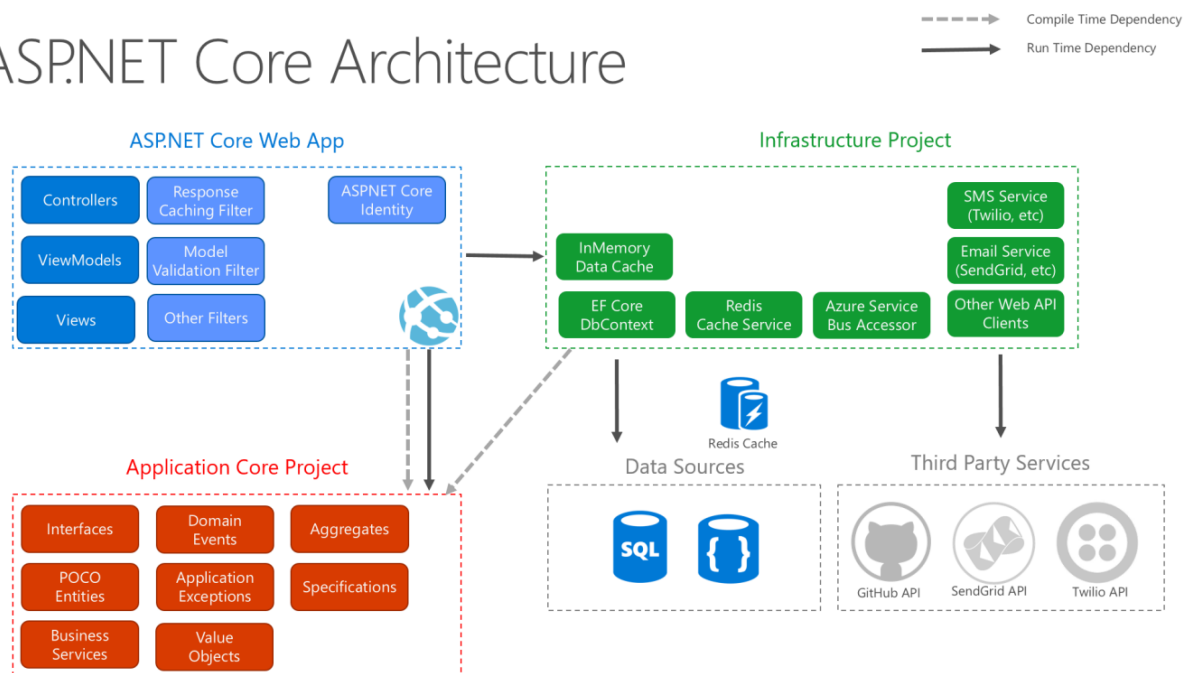 Compile Time Dependency
Run Time Dependency
ASP.NET Core Architecture
ASP.NET Core Web App
Controllers
Response
Caching Filter
ASP.NET Core
Identity
ViewModels
Model
Validation Filter
Views
Other Filters
Infrastructure Project
SMS Service
(Twilio, etc)
InMemory
Data Cache
Email Service
(SendGrid, etc)
EF Core
DbContext
Redis
Cache Service
Azure Service
Bus Accessor
Other Web API
Clients
Redis Cache
Application Core Project
Interfaces
Domain
Events
Aggregates
POCO
Entities
Application
Exceptions
Specifications
Business
Services
Value
Objects
Data Sources
SQL
{ }
Third Party Services
GitHub API
SendGrid API
Twilio API